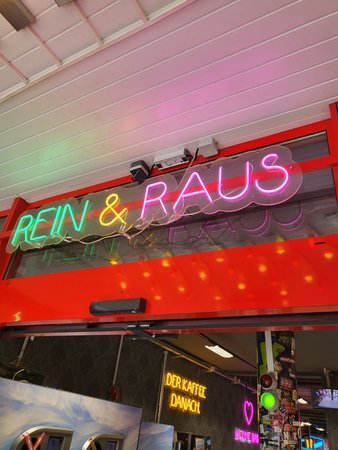 REIN & RAUS
DER KAFFEE
DANACH.